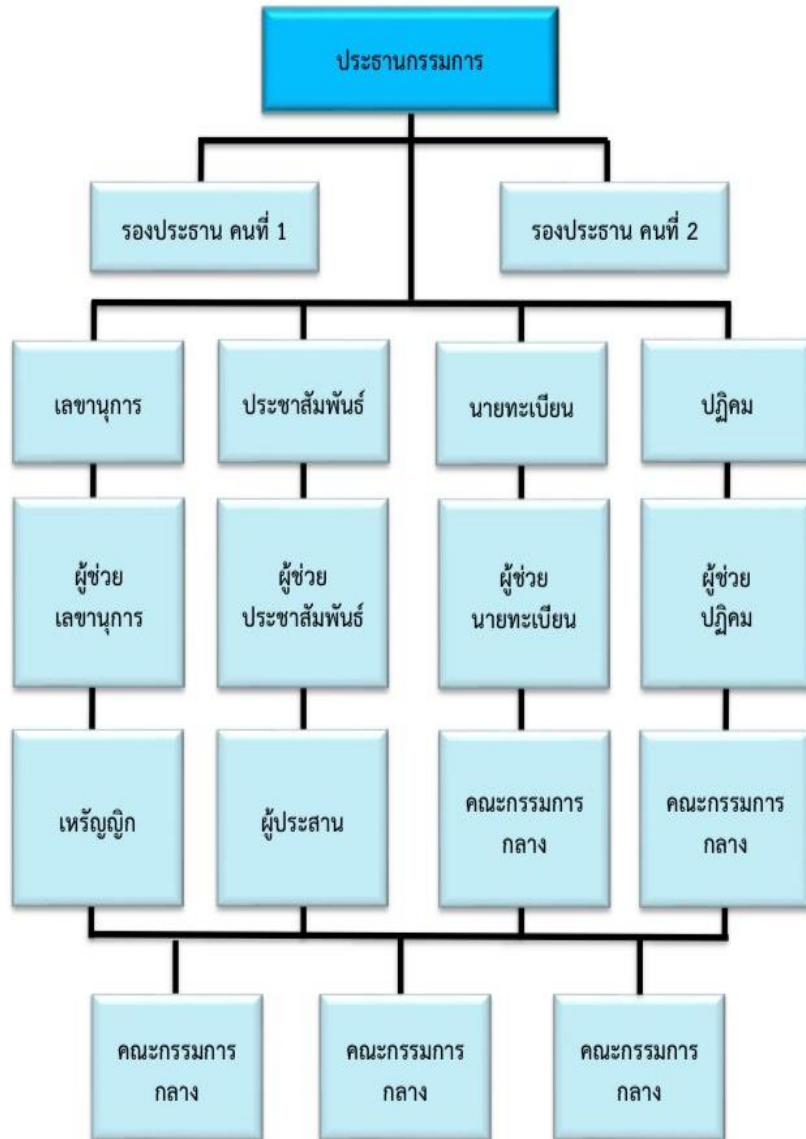 ประธานกรรมการ
รองประธาน คนที่ 1
รองประธาน คนที่ 2
เลขานุการ
ประชาสัมพันธ์
นายทะเบียน
ปฏิคม
ผู้ช่วย
เลขานุการ
ผู้ช่วย
ประชาสัมพันธ์
ผู้ช่วย
นายทะเบียน
ผู้ช่วย
ปฏิคม
เหรัญญิก
ผู้ประสาน
คณะกรรมการ
กลาง
คณะกรรมการ
กลาง
คณะกรรมการ
กลาง
คณะกรรมการ
กลาง
คณะกรรมการ
กลาง